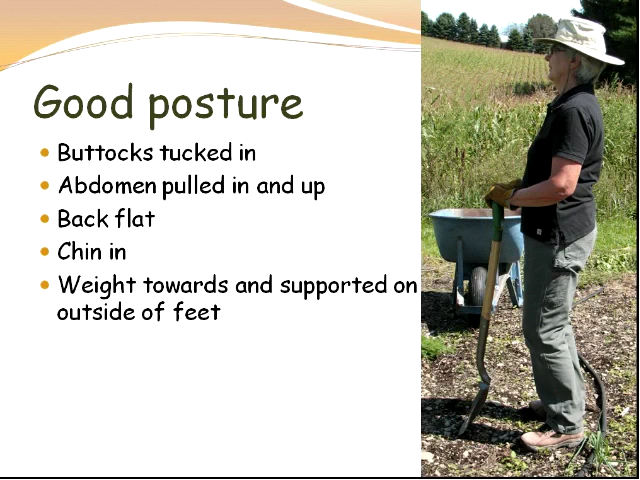 Good posture
Buttocks tucked in
Abdomen pulled in and up
Back flat
Chin in
Weight towards and supported on
outside of feet